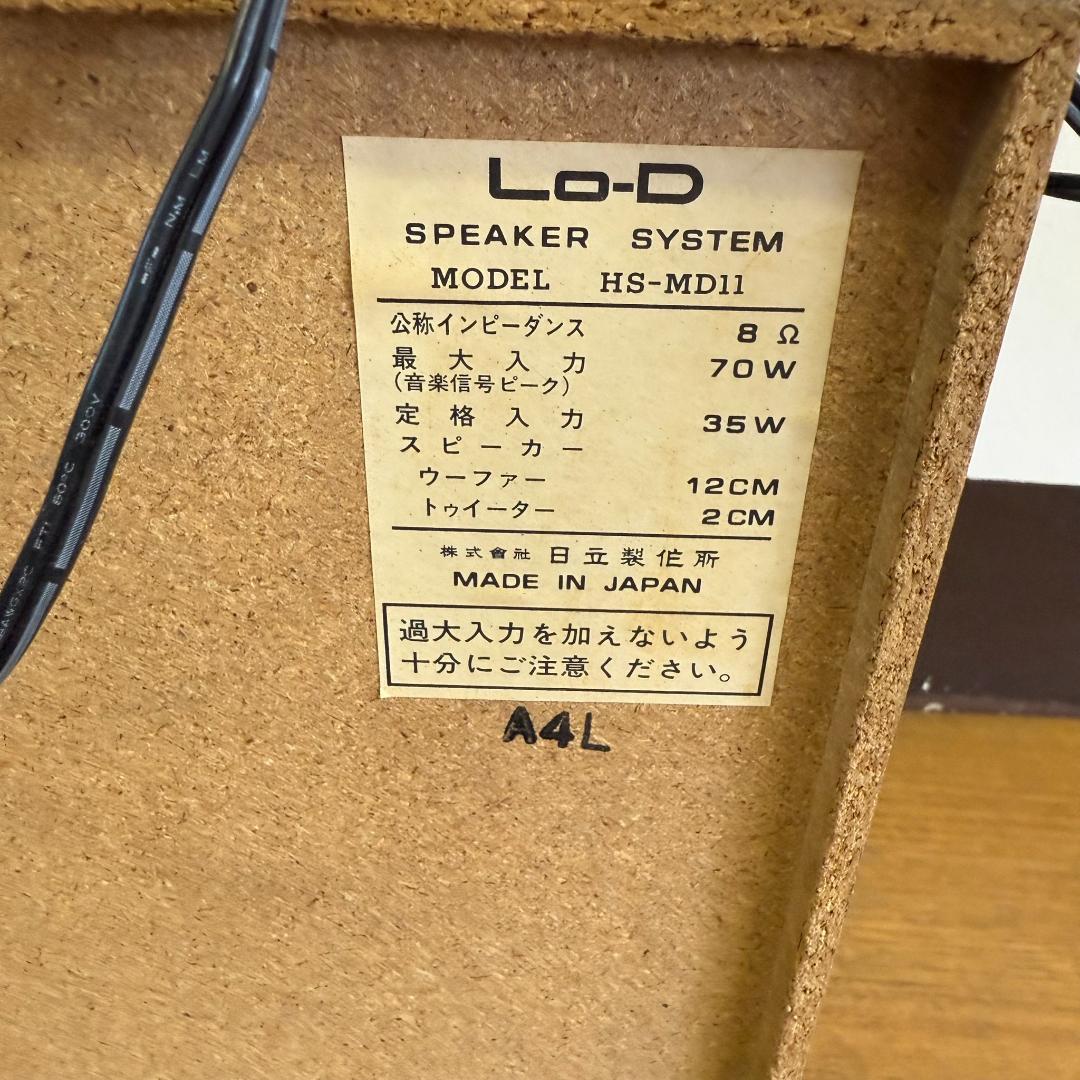 Lo-D
SPEAKER SYSTEM
MODEL HS-MD11
公称インピーダンス 8 Ω
最大入力 70W
(音楽信号ピーク)
定格入力 35W
スピーカー
ウーファー 12CM
トゥイーター 2CM
株式會社 日立製作所
MADE IN JAPAN
過大入力を加えないよう
十分にご注意ください。
A4L
300V